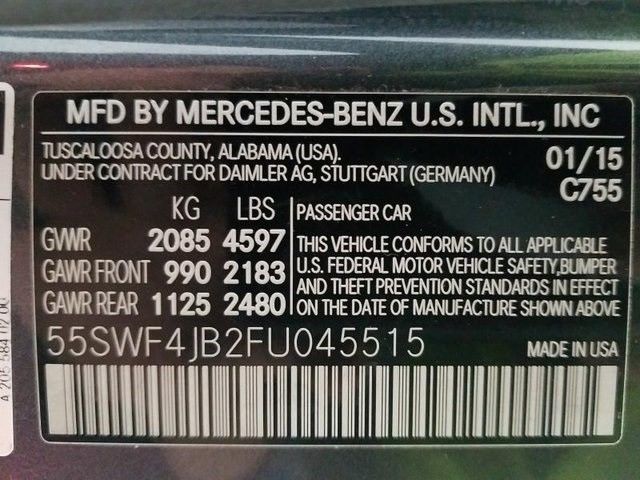 MFD BY MERCEDES-BENZ U.S. INTL., INC
TUSCALOOSA COUNTY, ALABAMA (USA). 01/15
UNDER CONTRACT FOR DAIMLER AG, STUTTGART (GERMANY) C755
KG LBS PASSENGER CAR
GVWR 2085 4597 THIS VEHICLE CONFORMS TO ALL APPLICABLE
GAWR FRONT 990 2183 U.S. FEDERAL MOTOR VEHICLE SAFETY,BUMPER
AND THEFT PREVENTION STANDARDS IN EFFECT
GAWR REAR 1125 2480 ON THE DATE OF MANUFACTURE SHOWN ABOVE
55SWF4JB2FU045515 MADE IN USA
A 205 584